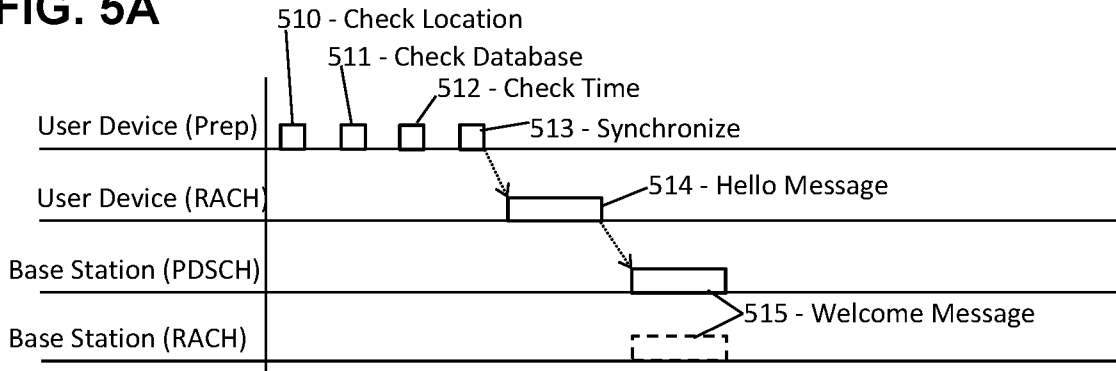 FIG. 5A
510 - Check Location
511 - Check Database
512 - Check Time
User Device (Prep)
513 - Synchronize
User Device (RACH)
514 - Hello Message
Base Station (PDSCH)
515 - Welcome Message
Base Station (RACH)